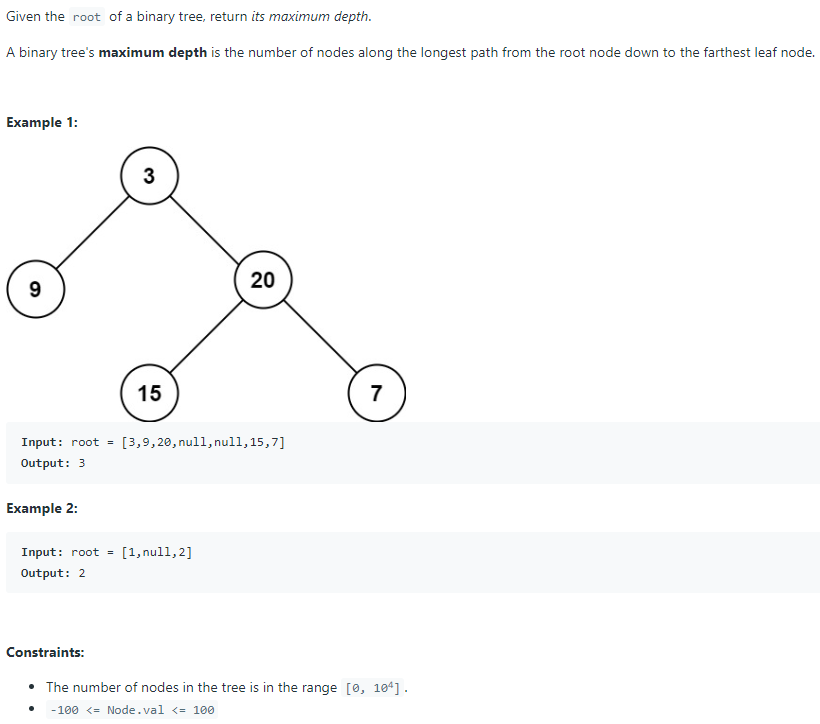 Given the root of a binary tree, return its maximum depth.
A binary tree's maximum depth is the number of nodes along the longest path from the root node down to the farthest leaf node.
Example 1:
3
9
20
15
7
Input: root = [3,9,20,null,null,15,7]
Output: 3
Example 2:
Input: root = [1,null,2]
Output: 2
Constraints:
• The number of nodes in the tree is in the range [0, 10⁴].
• -100 <= Node.val <= 100